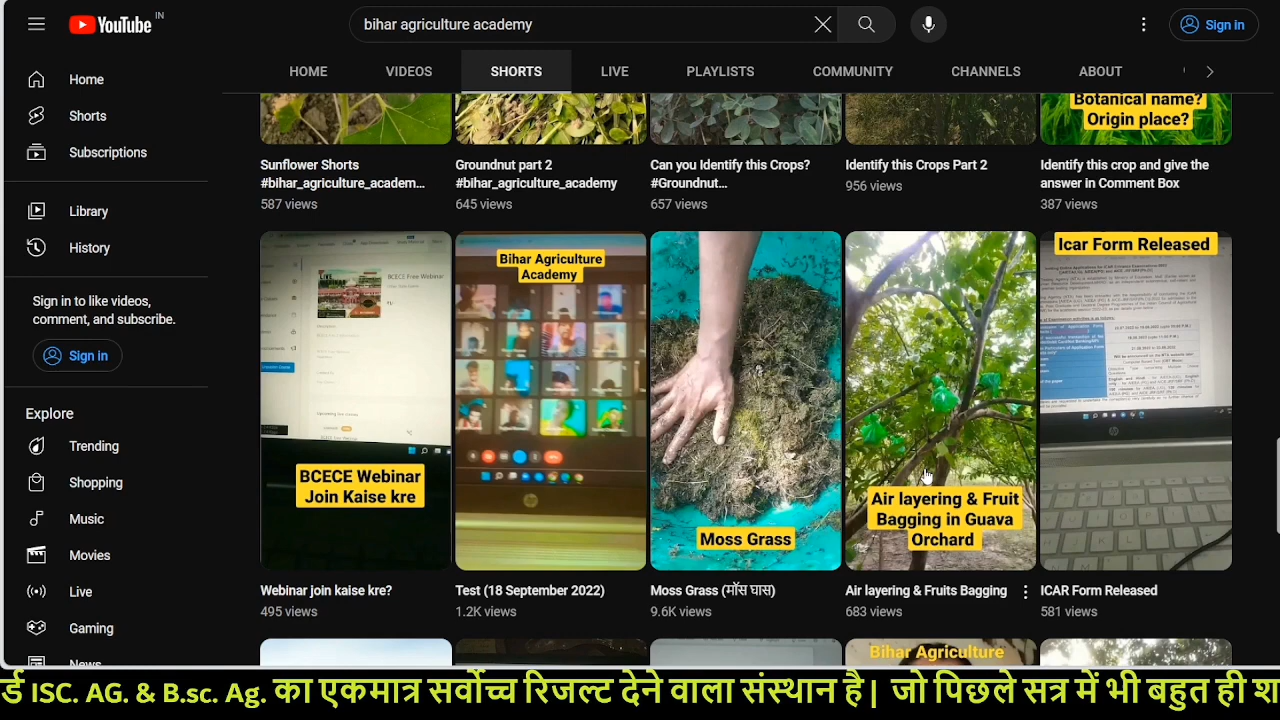 YouTube IN
bihar agriculture academy
Sign in
HOME VIDEOS SHORTS LIVE PLAYLISTS COMMUNITY CHANNELS ABOUT
Home
Shorts
Subscriptions
Library
History
Sign in to like videos,
comment, and subscribe.
Sign in
Explore
Trending
Shopping
Music
Movies
Live
Gaming
News
Botanical name?
Origin place?
Sunflower Shorts
#bihar_agriculture_academ...
587 views
Groundnut part 2
#bihar_agriculture_academy
645 views
Can you Identify this Crops?
#Groundnut...
657 views
Identify this Crops Part 2
956 views
Identify this crop and give the
answer in Comment Box
387 views
BCECE Free Webinar
BCECE Webinar
Join Kaise kre
Webinar join kaise kre?
495 views
Bihar Agriculture
Academy
Test (18 September 2022)
1.2K views
Moss Grass
Moss Grass (मॉस घास)
9.6K views
Air layering & Fruit
Bagging in Guava
Orchard
Air layering & Fruits Bagging
683 views
Icar Form Released
ICAR Form Released
581 views
Bihar Agriculture
र्ड ISC. AG. & B.sc. Ag. का एकमात्र सर्वोच्च रिजल्ट देने वाला संस्थान है| जो पिछले सत्र में भी बहुत ही श